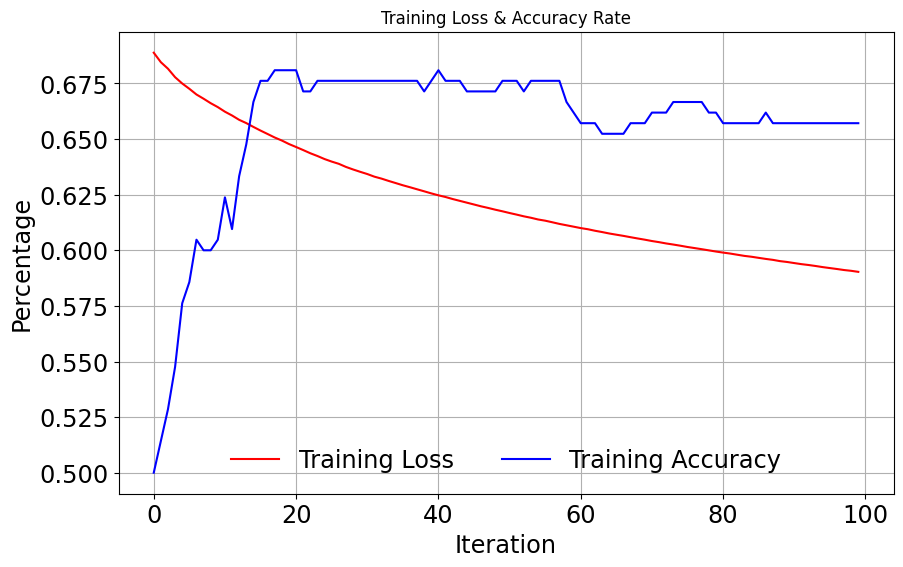 Training Loss & Accuracy Rate
Percentage
0.675
0.650
0.625
0.600
0.575
0.550
0.525
0.500
Training Loss Training Accuracy
0 20 40 60 80 100
Iteration